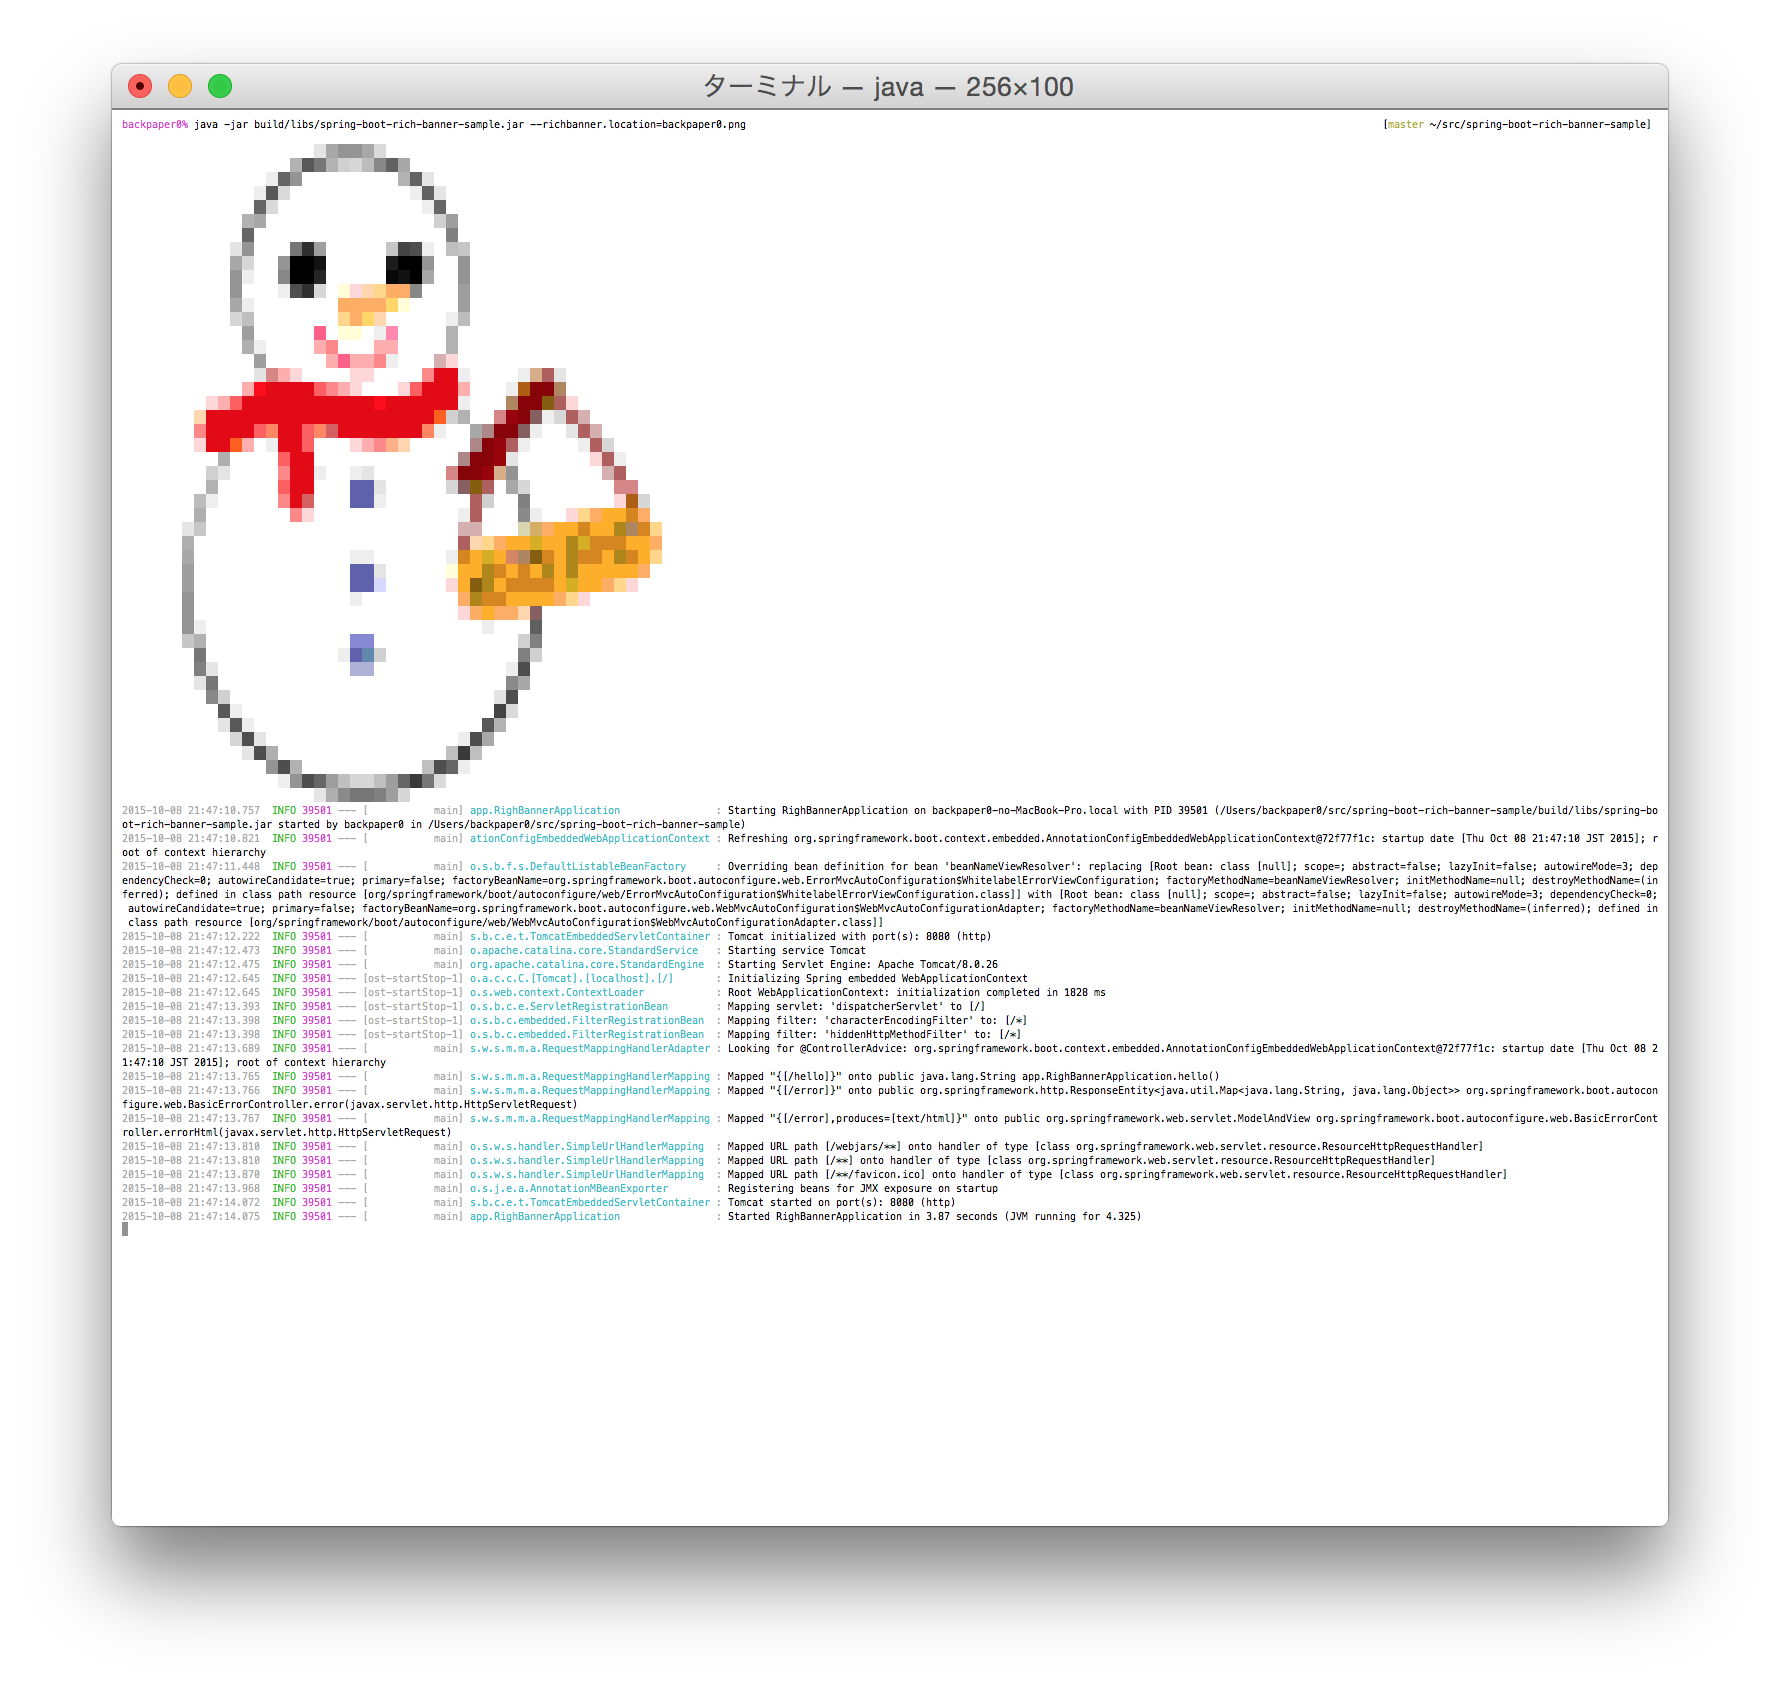 ターミナル — java — 256×100
backpaper0% java -jar build/libs/spring-boot-rich-banner-sample.jar --richbanner.location=backpaper0.png [master ~/src/spring-boot-rich-banner-sample]
2015-10-08 21:47:10.757  INFO 39501 --- [           main] app.RighBannerApplication                : Starting RighBannerApplication on backpaper0-no-MacBook-Pro.local with PID 39501 (/Users/backpaper0/src/spring-boot-rich-banner-sample/build/libs/spring-bo
ot-rich-banner-sample.jar started by backpaper0 in /Users/backpaper0/src/spring-boot-rich-banner-sample)
2015-10-08 21:47:10.821  INFO 39501 --- [           main] ationConfigEmbeddedWebApplicationContext : Refreshing org.springframework.boot.context.embedded.AnnotationConfigEmbeddedWebApplicationContext@72f77f1c: startup date [Thu Oct 08 21:47:10 JST 2015]; r
oot of context hierarchy
2015-10-08 21:47:11.448  INFO 39501 --- [           main] o.s.b.f.s.DefaultListableBeanFactory     : Overriding bean definition for bean 'beanNameViewResolver': replacing [Root bean: class [null]; scope=; abstract=false; lazyInit=false; autowireMode=3; dep
endencyCheck=0; autowireCandidate=true; primary=false; factoryBeanName=org.springframework.boot.autoconfigure.web.ErrorMvcAutoConfiguration$WhitelabelErrorViewConfiguration; factoryMethodName=beanNameViewResolver; initMethodName=null; destroyMethodName=(in
ferred); defined in class path resource [org/springframework/boot/autoconfigure/web/ErrorMvcAutoConfiguration$WhitelabelErrorViewConfiguration.class]] with [Root bean: class [null]; scope=; abstract=false; lazyInit=false; autowireMode=3; dependencyCheck=0;
 autowireCandidate=true; primary=false; factoryBeanName=org.springframework.boot.autoconfigure.web.WebMvcAutoConfiguration$WebMvcAutoConfigurationAdapter; factoryMethodName=beanNameViewResolver; initMethodName=null; destroyMethodName=(inferred); defined in
 class path resource [org/springframework/boot/autoconfigure/web/WebMvcAutoConfiguration$WebMvcAutoConfigurationAdapter.class]]
2015-10-08 21:47:12.222  INFO 39501 --- [           main] s.b.c.e.t.TomcatEmbeddedServletContainer : Tomcat initialized with port(s): 8080 (http)
2015-10-08 21:47:12.473  INFO 39501 --- [           main] o.apache.catalina.core.StandardService   : Starting service Tomcat
2015-10-08 21:47:12.475  INFO 39501 --- [           main] org.apache.catalina.core.StandardEngine  : Starting Servlet Engine: Apache Tomcat/8.0.26
2015-10-08 21:47:12.645  INFO 39501 --- [ost-startStop-1] o.a.c.c.C.[Tomcat].[localhost].[/]       : Initializing Spring embedded WebApplicationContext
2015-10-08 21:47:12.645  INFO 39501 --- [ost-startStop-1] o.s.web.context.ContextLoader            : Root WebApplicationContext: initialization completed in 1828 ms
2015-10-08 21:47:13.393  INFO 39501 --- [ost-startStop-1] o.s.b.c.e.ServletRegistrationBean        : Mapping servlet: 'dispatcherServlet' to [/]
2015-10-08 21:47:13.398  INFO 39501 --- [ost-startStop-1] o.s.b.c.embedded.FilterRegistrationBean  : Mapping filter: 'characterEncodingFilter' to: [/*]
2015-10-08 21:47:13.398  INFO 39501 --- [ost-startStop-1] o.s.b.c.embedded.FilterRegistrationBean  : Mapping filter: 'hiddenHttpMethodFilter' to: [/*]
2015-10-08 21:47:13.689  INFO 39501 --- [           main] s.w.s.m.m.a.RequestMappingHandlerAdapter : Looking for @ControllerAdvice: org.springframework.boot.context.embedded.AnnotationConfigEmbeddedWebApplicationContext@72f77f1c: startup date [Thu Oct 08 2
1:47:10 JST 2015]; root of context hierarchy
2015-10-08 21:47:13.765  INFO 39501 --- [           main] s.w.s.m.m.a.RequestMappingHandlerMapping : Mapped "{[/hello]}" onto public java.lang.String app.RighBannerApplication.hello()
2015-10-08 21:47:13.766  INFO 39501 --- [           main] s.w.s.m.m.a.RequestMappingHandlerMapping : Mapped "{[/error]}" onto public org.springframework.http.ResponseEntity<java.util.Map<java.lang.String, java.lang.Object>> org.springframework.boot.autocon
figure.web.BasicErrorController.error(javax.servlet.http.HttpServletRequest)
2015-10-08 21:47:13.767  INFO 39501 --- [           main] s.w.s.m.m.a.RequestMappingHandlerMapping : Mapped "{[/error],produces=[text/html]}" onto public org.springframework.web.servlet.ModelAndView org.springframework.boot.autoconfigure.web.BasicErrorCont
roller.errorHtml(javax.servlet.http.HttpServletRequest)
2015-10-08 21:47:13.810  INFO 39501 --- [           main] o.s.w.s.handler.SimpleUrlHandlerMapping  : Mapped URL path [/webjars/**] onto handler of type [class org.springframework.web.servlet.resource.ResourceHttpRequestHandler]
2015-10-08 21:47:13.810  INFO 39501 --- [           main] o.s.w.s.handler.SimpleUrlHandlerMapping  : Mapped URL path [/**] onto handler of type [class org.springframework.web.servlet.resource.ResourceHttpRequestHandler]
2015-10-08 21:47:13.870  INFO 39501 --- [           main] o.s.w.s.handler.SimpleUrlHandlerMapping  : Mapped URL path [/**/favicon.ico] onto handler of type [class org.springframework.web.servlet.resource.ResourceHttpRequestHandler]
2015-10-08 21:47:13.968  INFO 39501 --- [           main] o.s.j.e.a.AnnotationMBeanExporter        : Registering beans for JMX exposure on startup
2015-10-08 21:47:14.072  INFO 39501 --- [           main] s.b.c.e.t.TomcatEmbeddedServletContainer : Tomcat started on port(s): 8080 (http)
2015-10-08 21:47:14.075  INFO 39501 --- [           main] app.RighBannerApplication                : Started RighBannerApplication in 3.87 seconds (JVM running for 4.325)